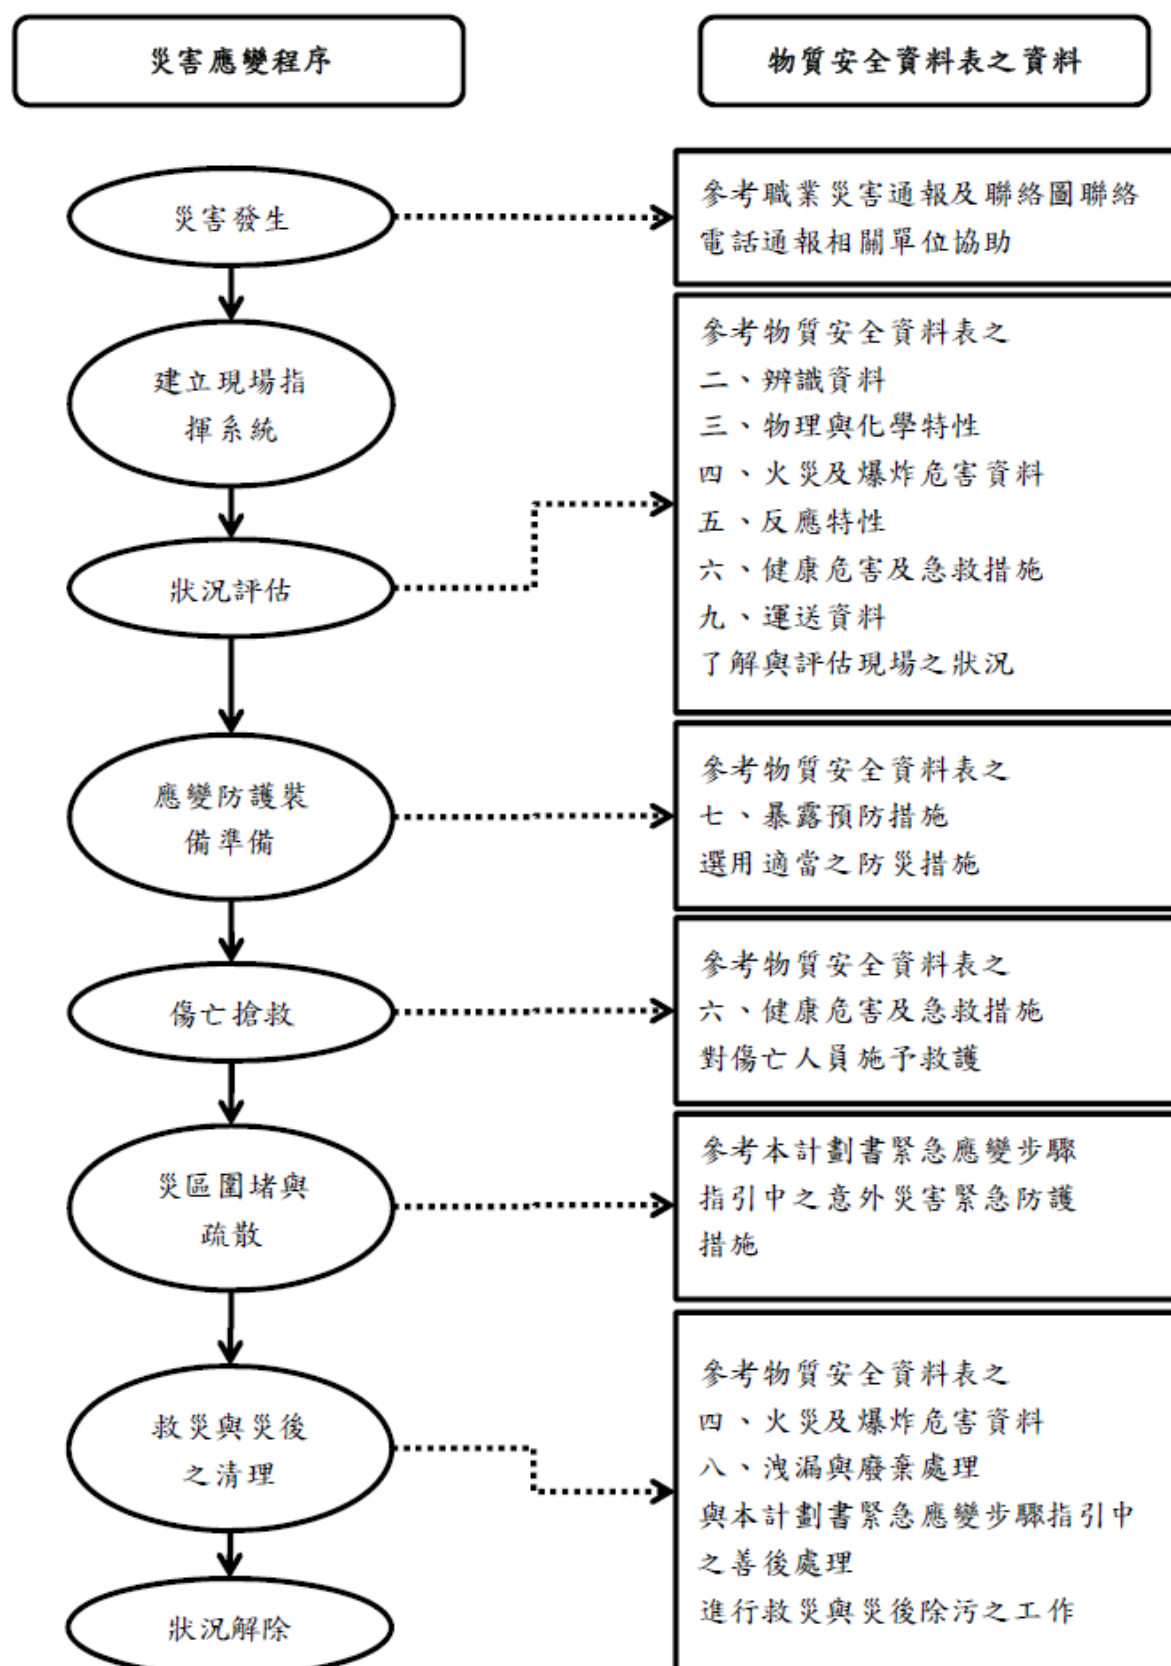 災害應變程序
物質安全資料表之資料
災害發生
參考職業災害通報及聯絡圖聯絡
電話通報相關單位協助
建立現場指
揮系統
狀況評估
參考物質安全資料表之
二、辨識資料
三、物理與化學特性
四、火災及爆炸危害資料
五、反應特性
六、健康危害及急救措施
九、運送資料
了解與評估現場之狀況
應變防護裝
備準備
參考物質安全資料表之
七、暴露預防措施
選用適當之防災措施
傷亡搶救
參考物質安全資料表之
六、健康危害及急救措施
對傷亡人員施予救護
災區圍堵與
疏散
參考本計劃書緊急應變步驟
指引中之意外災害緊急防護
措施
救災與災後
之清理
參考物質安全資料表之
四、火災及爆炸危害資料
八、洩漏與廢棄處理
與本計劃書緊急應變步驟指引中
之善後處理
進行救災與災後除污之工作
狀況解除